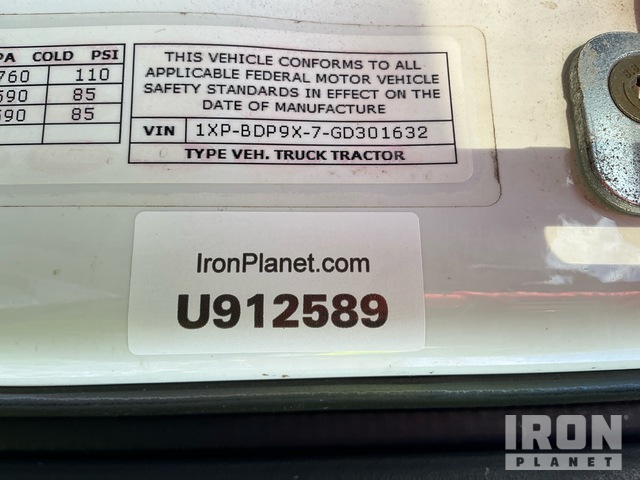 PA COLD PSI
760 110
590 85
590 85
THIS VEHICLE CONFORMS TO ALL
APPLICABLE FEDERAL MOTOR VEHICLE
SAFETY STANDARDS IN EFFECT ON THE
DATE OF MANUFACTURE
VIN 1XP-BDP9X-7-GD301632
TYPE VEH. TRUCK TRACTOR
IronPlanet.com
U912589
IRON
PLANET